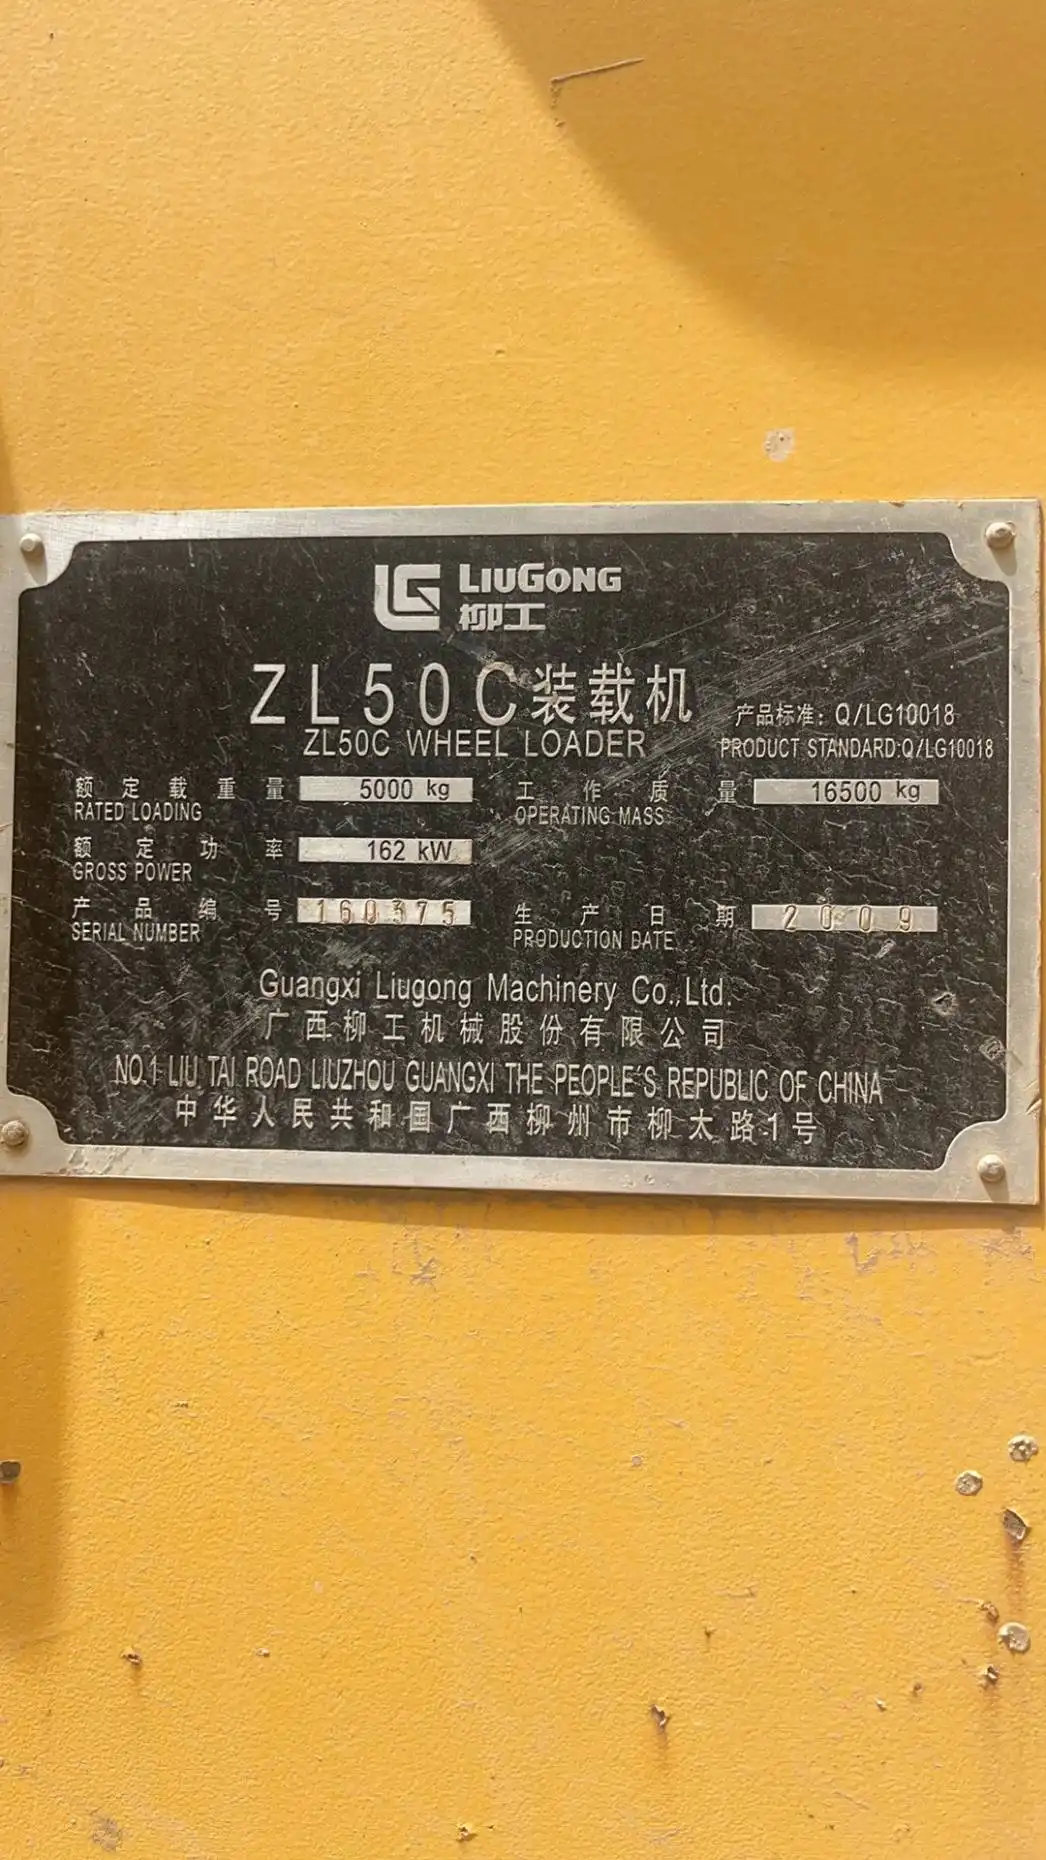 LG LIUGONG
柳工
ZL50C装载机
ZL50C WHEEL LOADER
产品标准: Q/LG10018
PRODUCT STANDARD:Q/LG10018
额定载重量 5000 kg 工作质量 16500 kg
RATED LOADING OPERATING MASS
额定功率 162 kW
GROSS POWER
产品编号 160375 生产日期 2009
SERIAL NUMBER PRODUCTION DATE
Guangxi Liugong Machinery Co.,Ltd.
广西柳工机械股份有限公司
NO.1 LIU TAI ROAD LIUZHOU GUANGXI THE PEOPLE'S REPUBLIC OF CHINA
中华人民共和国广西柳州市柳太路1号